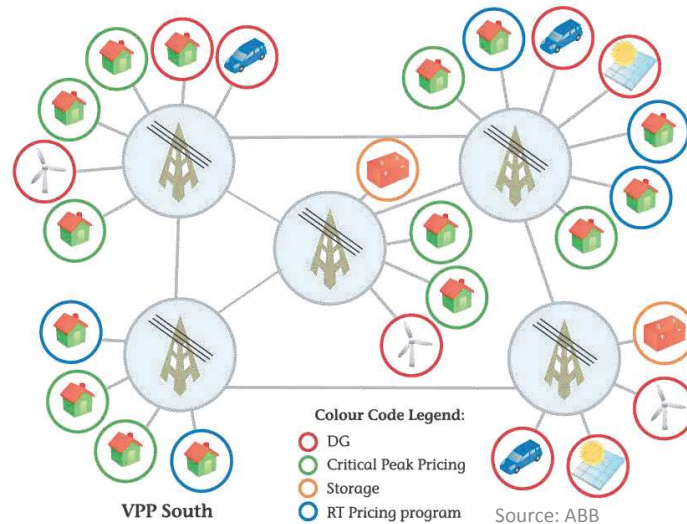 Colour Code Legend:
DG
Critical Peak Pricing
Storage
RT Pricing program
VPP South
Source: ABB